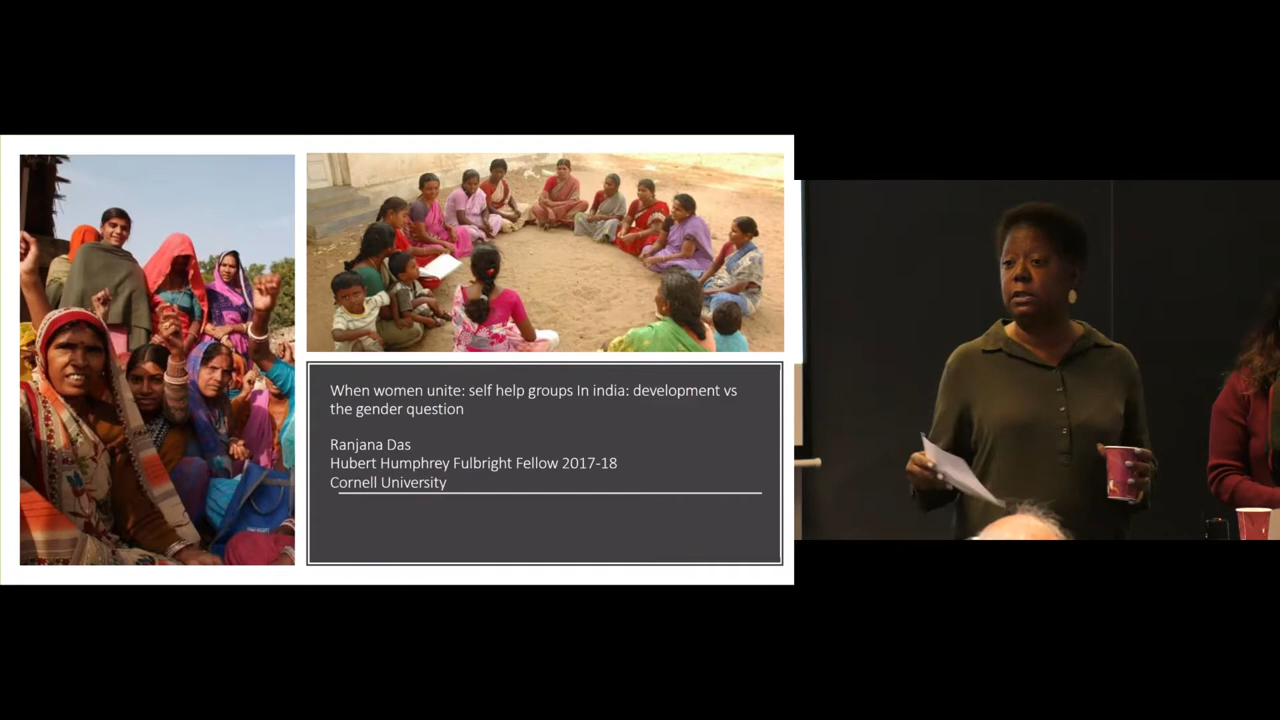 When women unite: self help groups In india: development vs
the gender question
Ranjana Das
Hubert Humphrey Fulbright Fellow 2017-18
Cornell University